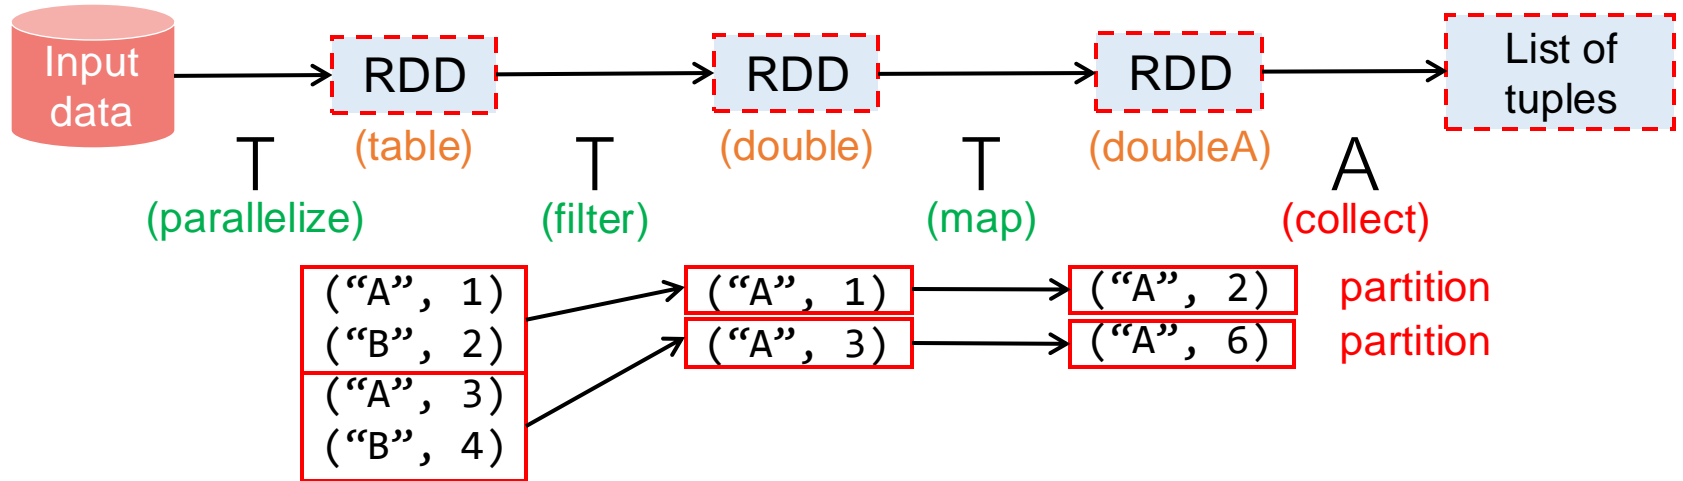 Input
data
RDD
RDD
RDD
List of
tuples
(table)
(double)
(doubleA)
T
T
T
A
(parallelize)
(filter)
(map)
(collect)
(“A”, 1)
(“B”, 2)
(“A”, 3)
(“B”, 4)
(“A”, 1)
(“A”, 3)
(“A”, 2)
(“A”, 6)
partition
partition